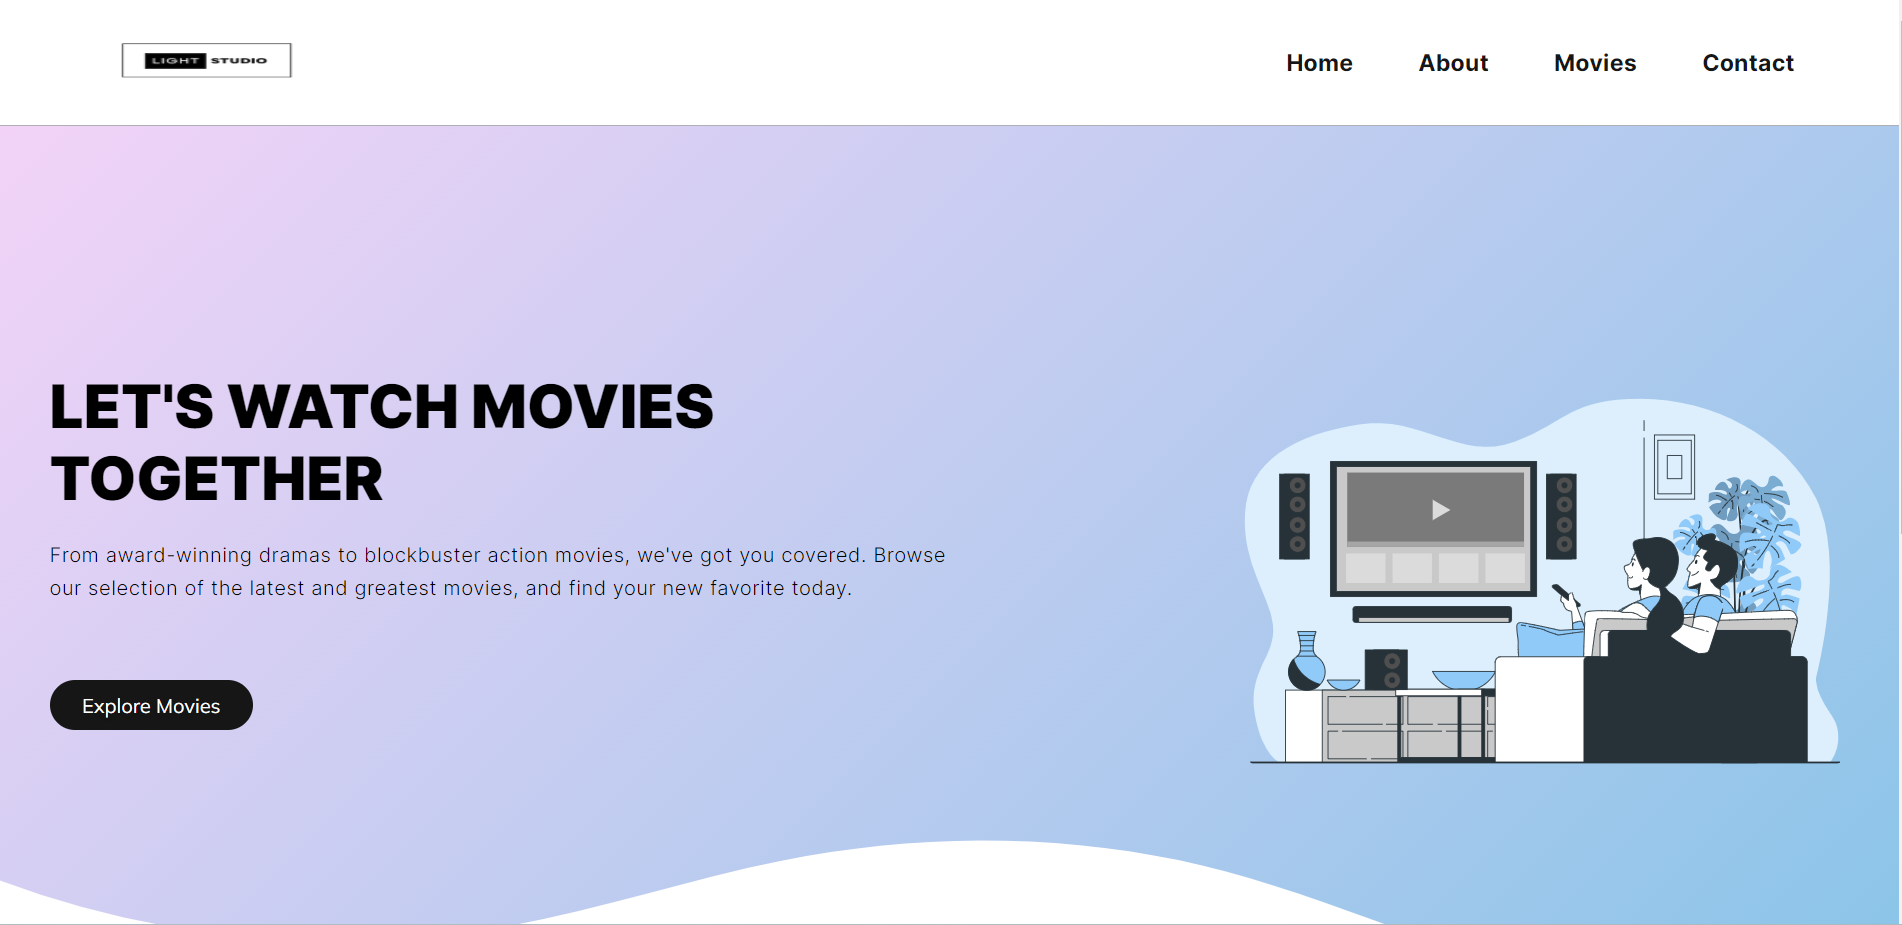 LIGHT STUDIO
Home About Movies Contact
LET'S WATCH MOVIES
TOGETHER
From award-winning dramas to blockbuster action movies, we've got you covered. Browse
our selection of the latest and greatest movies, and find your new favorite today.
Explore Movies